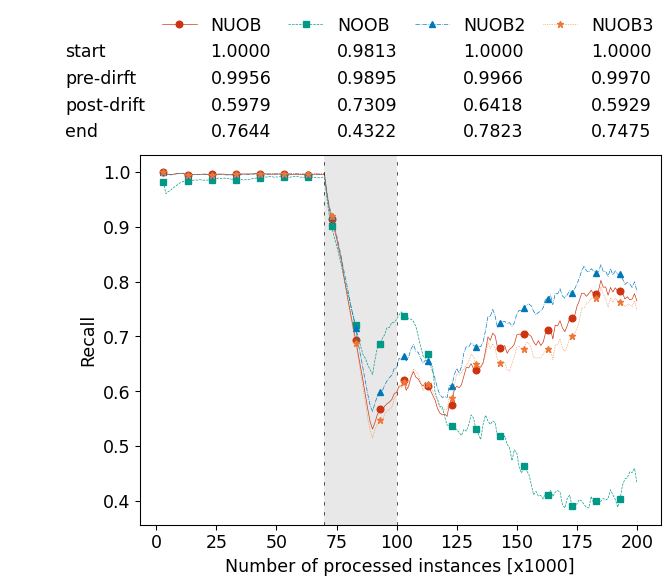 NUOB NOOB NUOB2 NUOB3
start 1.0000 0.9813 1.0000 1.0000
pre-dirft 0.9956 0.9895 0.9966 0.9970
post-drift 0.5979 0.7309 0.6418 0.5929
end 0.7644 0.4322 0.7823 0.7475
1.0
0.9
0.8
0.7
0.6
0.5
0.4
Recall
0 25 50 75 100 125 150 175 200
Number of processed instances [x1000]